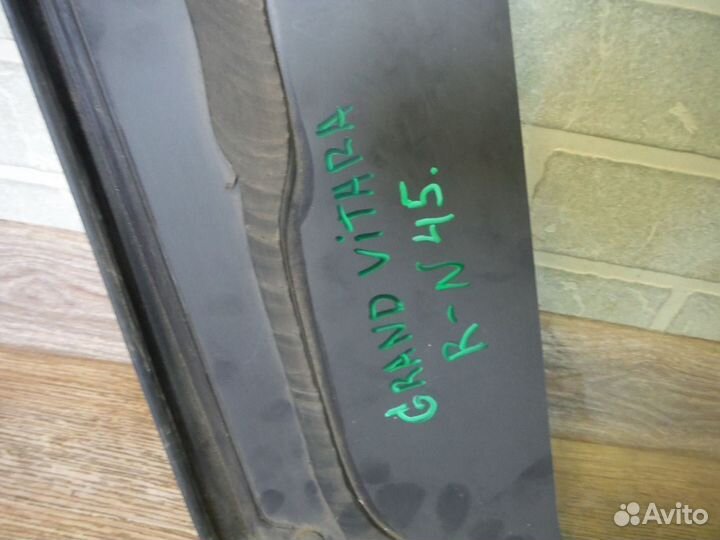 GRAND ViTARA
R-N 45.
Avito